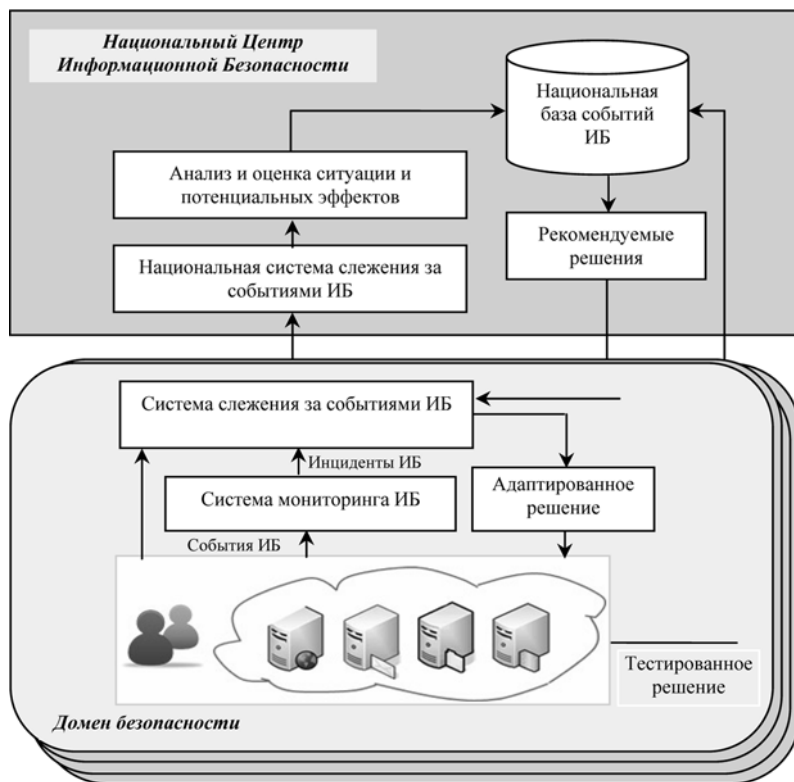 Национальный Центр
Информационной Безопасности
Национальная
база событий
ИБ
Анализ и оценка ситуации и
потенциальных эффектов
Рекомендуемые
решения
Национальная система слежения за
событиями ИБ
Система слежения за событиями ИБ
Инциденты ИБ
Система мониторинга ИБ
Адаптированное
решение
События ИБ
Тестированное
решение
Домен безопасности